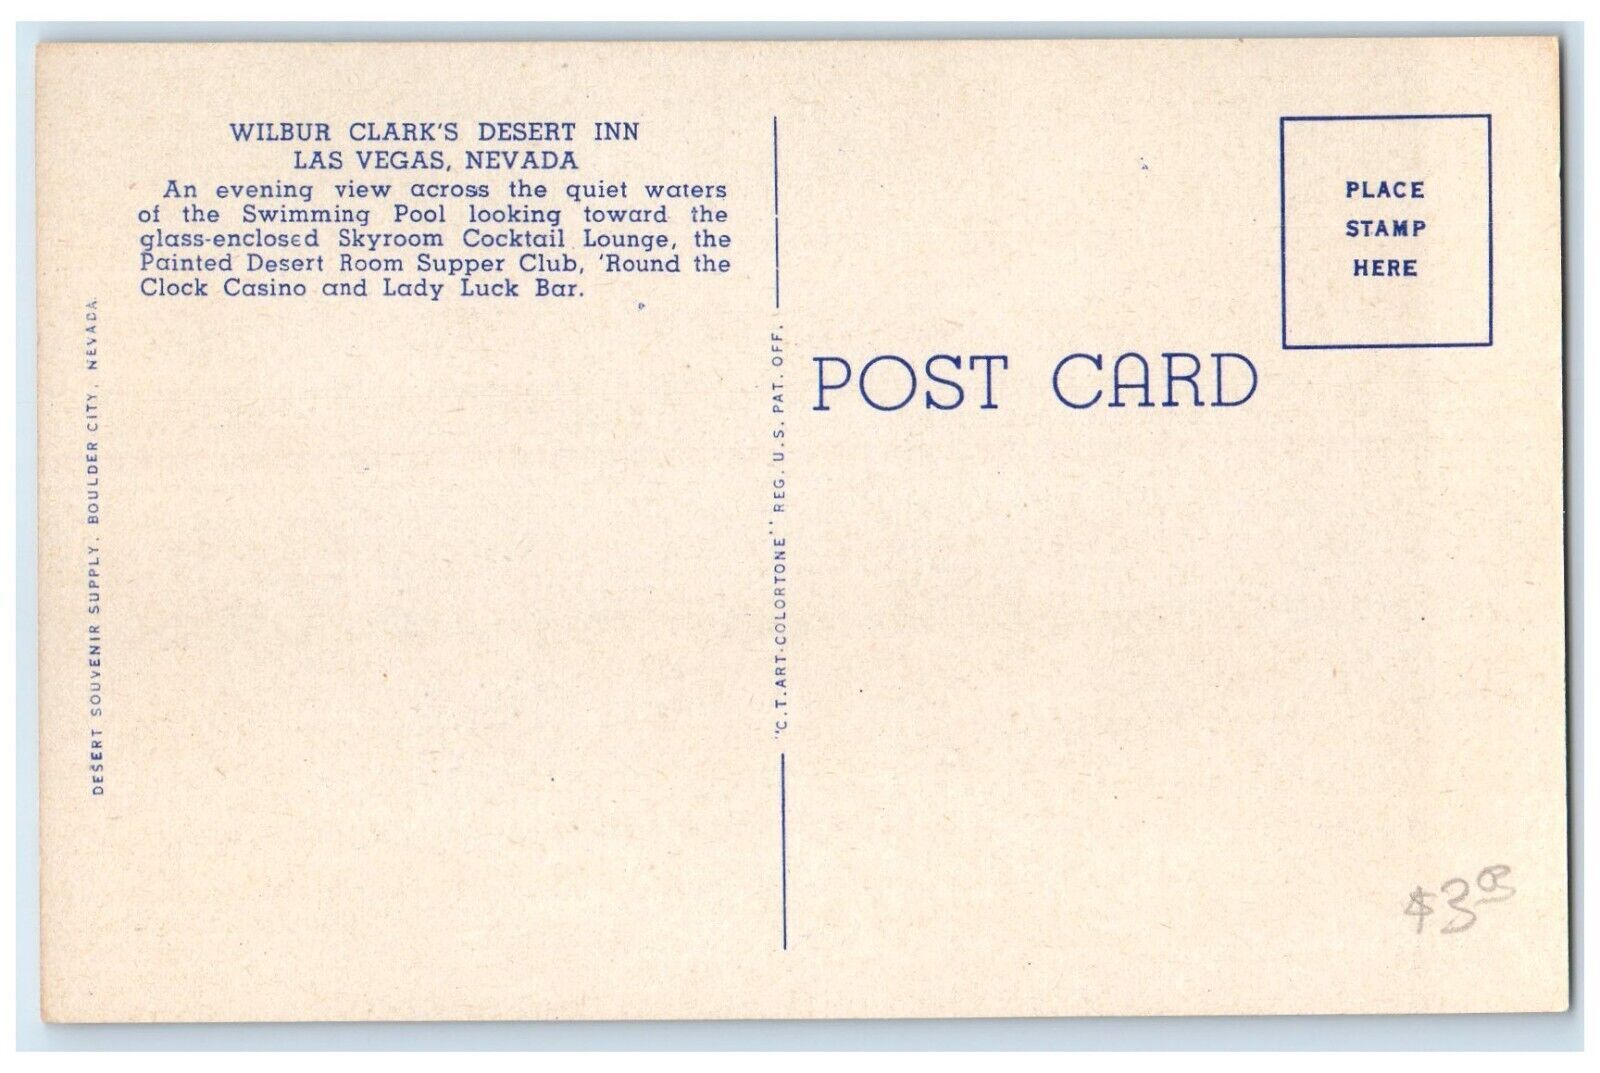 WILBUR CLARK'S DESERT INN
LAS VEGAS, NEVADA
An evening view across the quiet waters
of the Swimming Pool looking toward the
glass-enclosed Skyroom Cocktail Lounge, the
Painted Desert Room Supper Club, 'Round the
Clock Casino and Lady Luck Bar.
DESERT SOUVENIR SUPPLY, BOULDER CITY, NEVADA.
"C.T.ART-COLORTONE" REG. U.S. PAT. OFF.
PLACE
STAMP
HERE
POST CARD